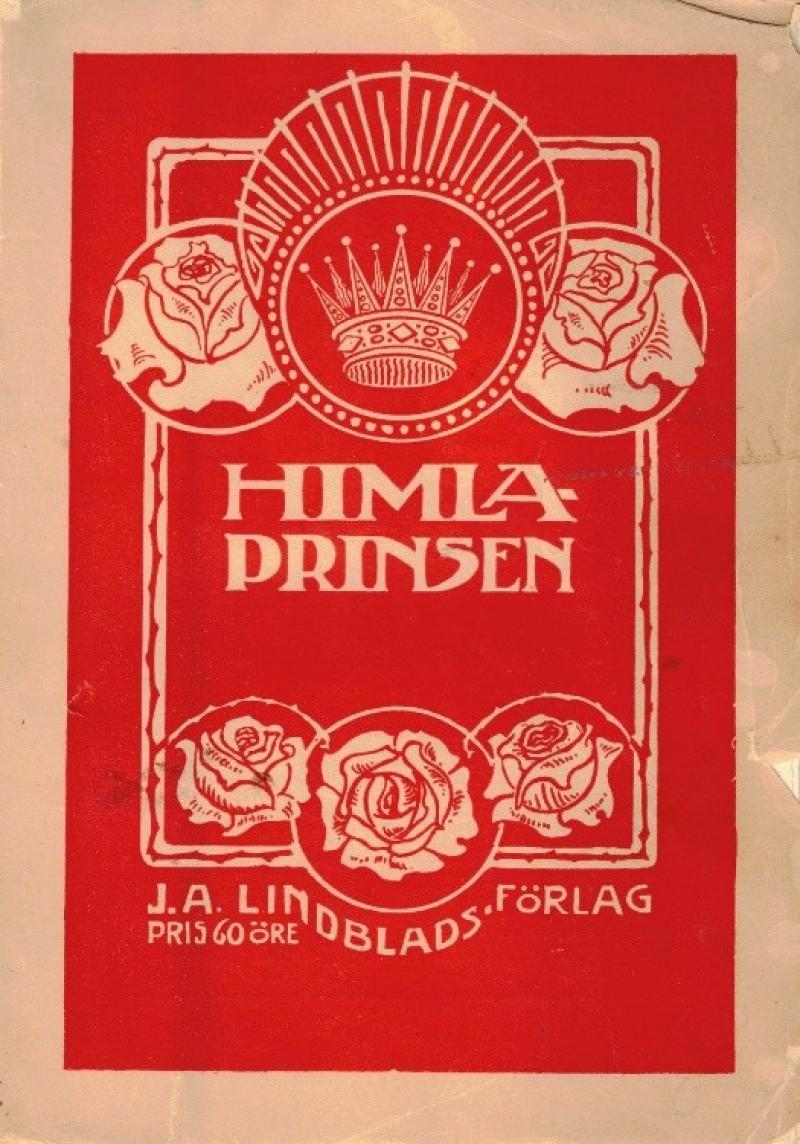 HIMLA-
PRINSEN
J.A. LINDBLADS FÖRLAG
PRIS 60 ÖRE